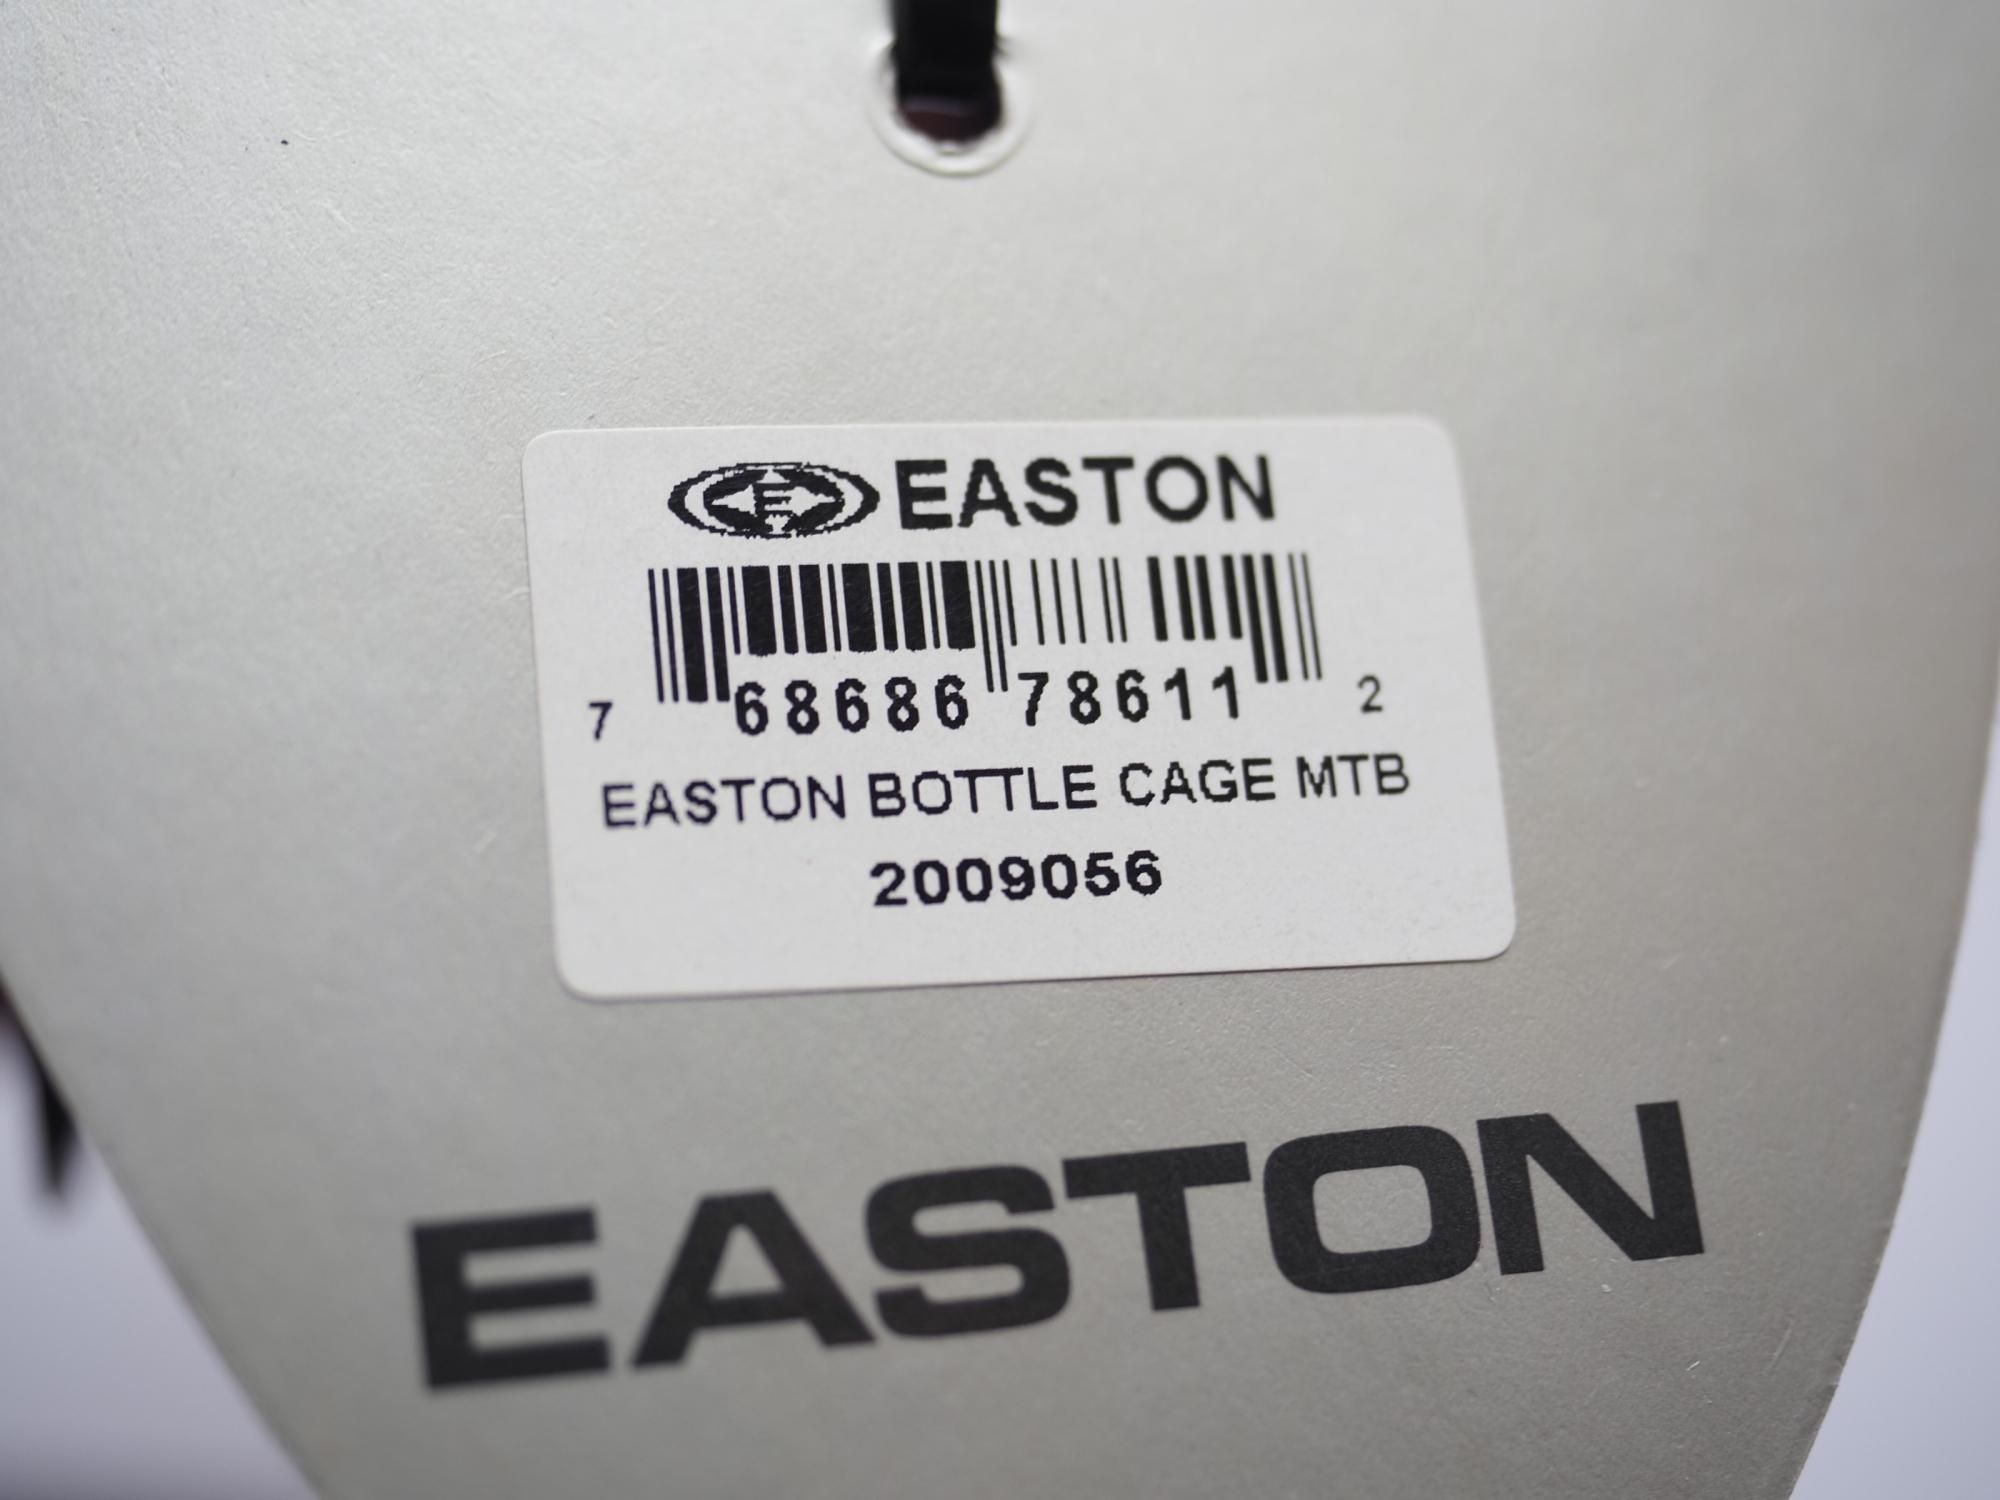 EASTON
7 68686 78611 2
EASTON BOTTLE CAGE MTB
2009056
EASTON